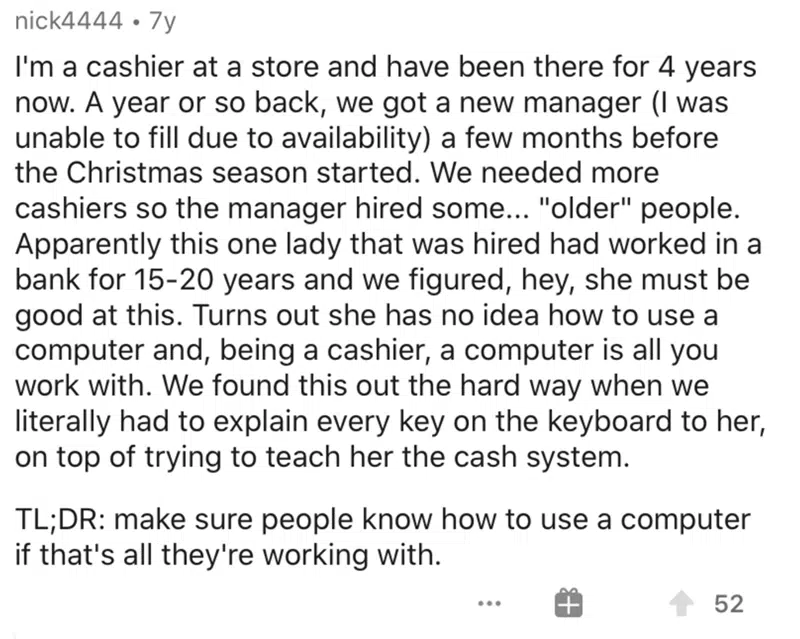 nick4444 • 7y
I'm a cashier at a store and have been there for 4 years
now. A year or so back, we got a new manager (I was
unable to fill due to availability) a few months before
the Christmas season started. We needed more
cashiers so the manager hired some... "older" people.
Apparently this one lady that was hired had worked in a
bank for 15-20 years and we figured, hey, she must be
good at this. Turns out she has no idea how to use a
computer and, being a cashier, a computer is all you
work with. We found this out the hard way when we
literally had to explain every key on the keyboard to her,
on top of trying to teach her the cash system.
TL;DR: make sure people know how to use a computer
if that's all they're working with.
52